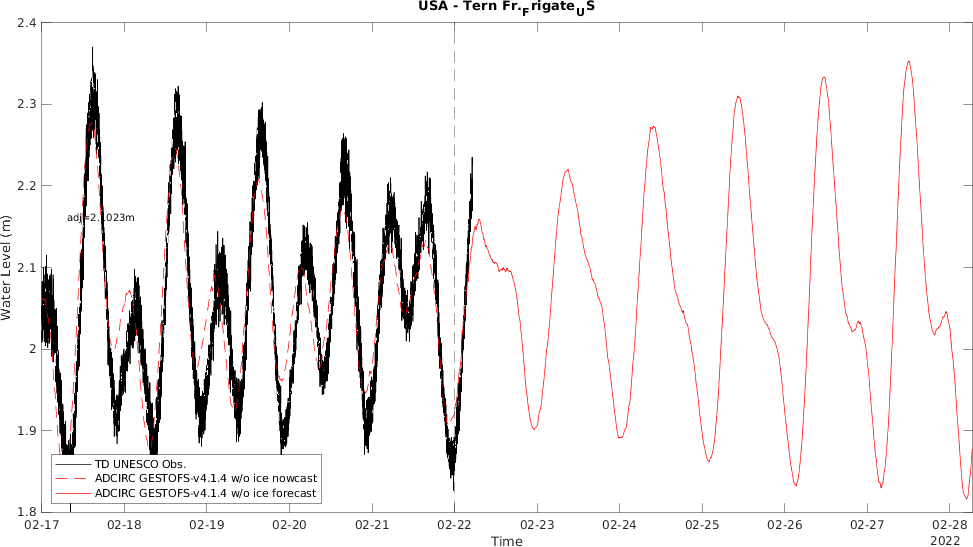 USA - Tern Fr.FrigateUS
2.4
2.3
2.2
2.1
2
1.9
1.8
Water Level (m)
adj=2.1023m
TD UNESCO Obs.
ADCIRC GESTOFS-v4.1.4 w/o ice nowcast
ADCIRC GESTOFS-v4.1.4 w/o ice forecast
02-17 02-18 02-19 02-20 02-21 02-22 02-23 02-24 02-25 02-26 02-27 02-28
Time 2022